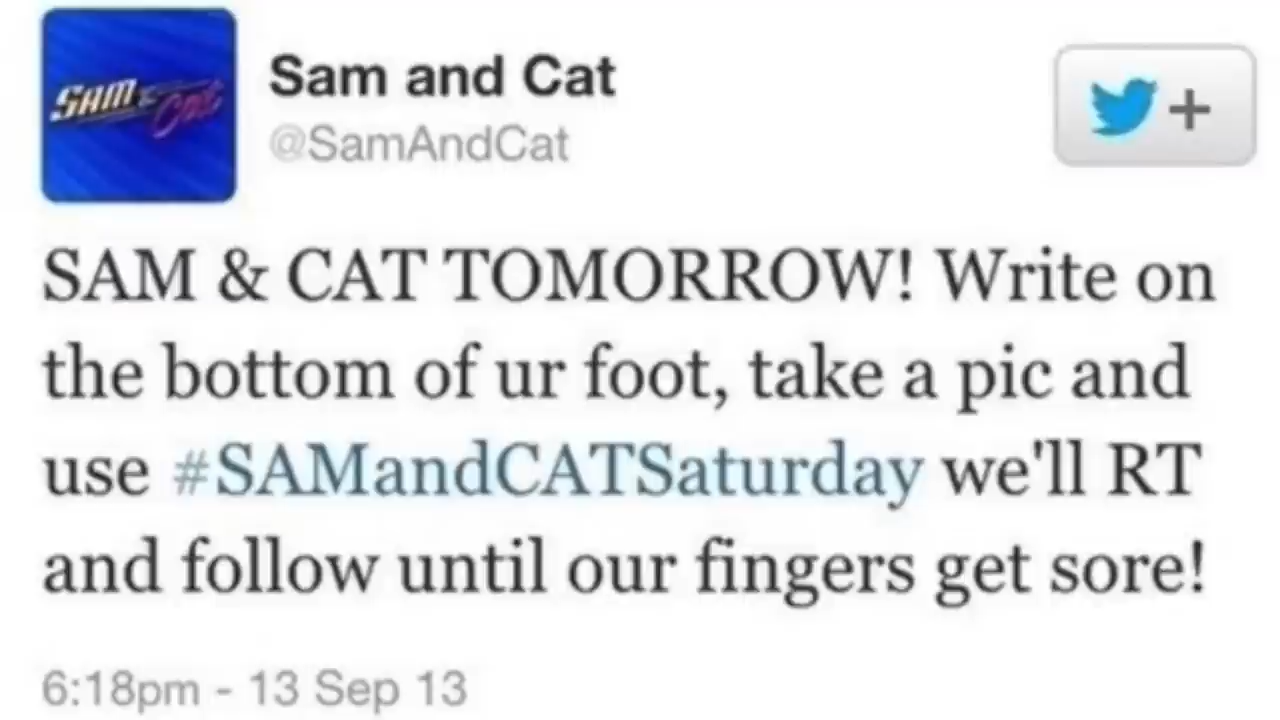 SAM & Cat
Sam and Cat
@SamAndCat
+
SAM & CAT TOMORROW! Write on
the bottom of ur foot, take a pic and
use #SAMandCATSaturday we'll RT
and follow until our fingers get sore!
6:18pm - 13 Sep 13